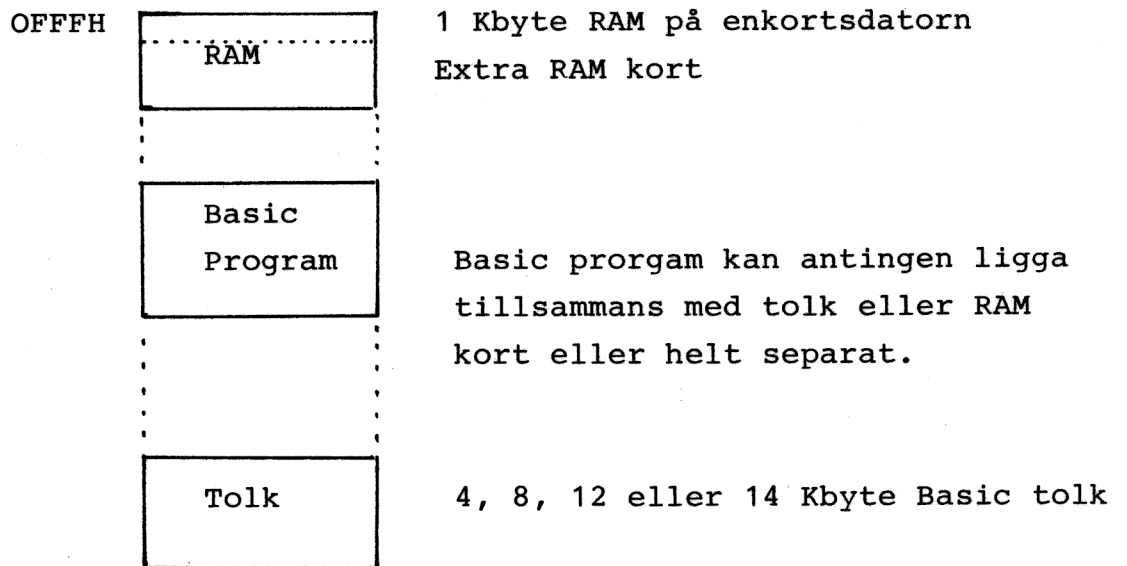 OFFFH 1 Kbyte RAM på enkortsdatorn
RAM
Extra RAM kort
Basic
Program
Basic prorgam kan antingen ligga
tillsammans med tolk eller RAM
kort eller helt separat.
Tolk 4, 8, 12 eller 14 Kbyte Basic tolk